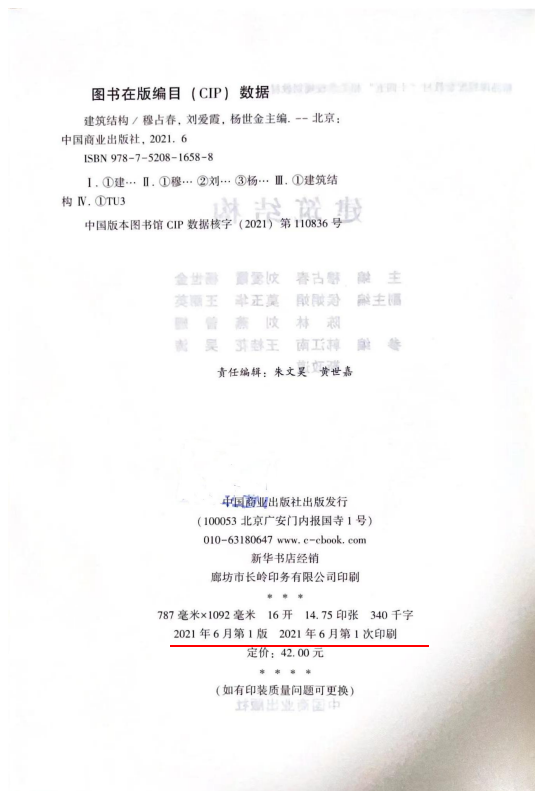 图书在版编目（CIP）数据
建筑结构 / 穆占春, 刘爱霞, 杨世金主编. -- 北京:
中国商业出版社, 2021. 6
ISBN 978-7-5208-1658-8
Ⅰ. ①建… Ⅱ. ①穆… ②刘… ③杨… Ⅲ. ①建筑结
构 Ⅳ. ①TU3
中国版本图书馆 CIP 数据核字 (2021) 第 110836 号
责任编辑: 朱文昊 黄世嘉
中国商业出版社出版发行
(100053 北京广安门内报国寺 1 号)
010-63180647 www. c-cbook. com
新华书店经销
廊坊市长岭印务有限公司印刷
* * *
787 毫米×1092 毫米 16 开 14. 75 印张 340 千字
2021 年 6 月第 1 版 2021 年 6 月第 1 次印刷
定价: 42. 00 元
* * * *
(如有印装质量问题可更换)